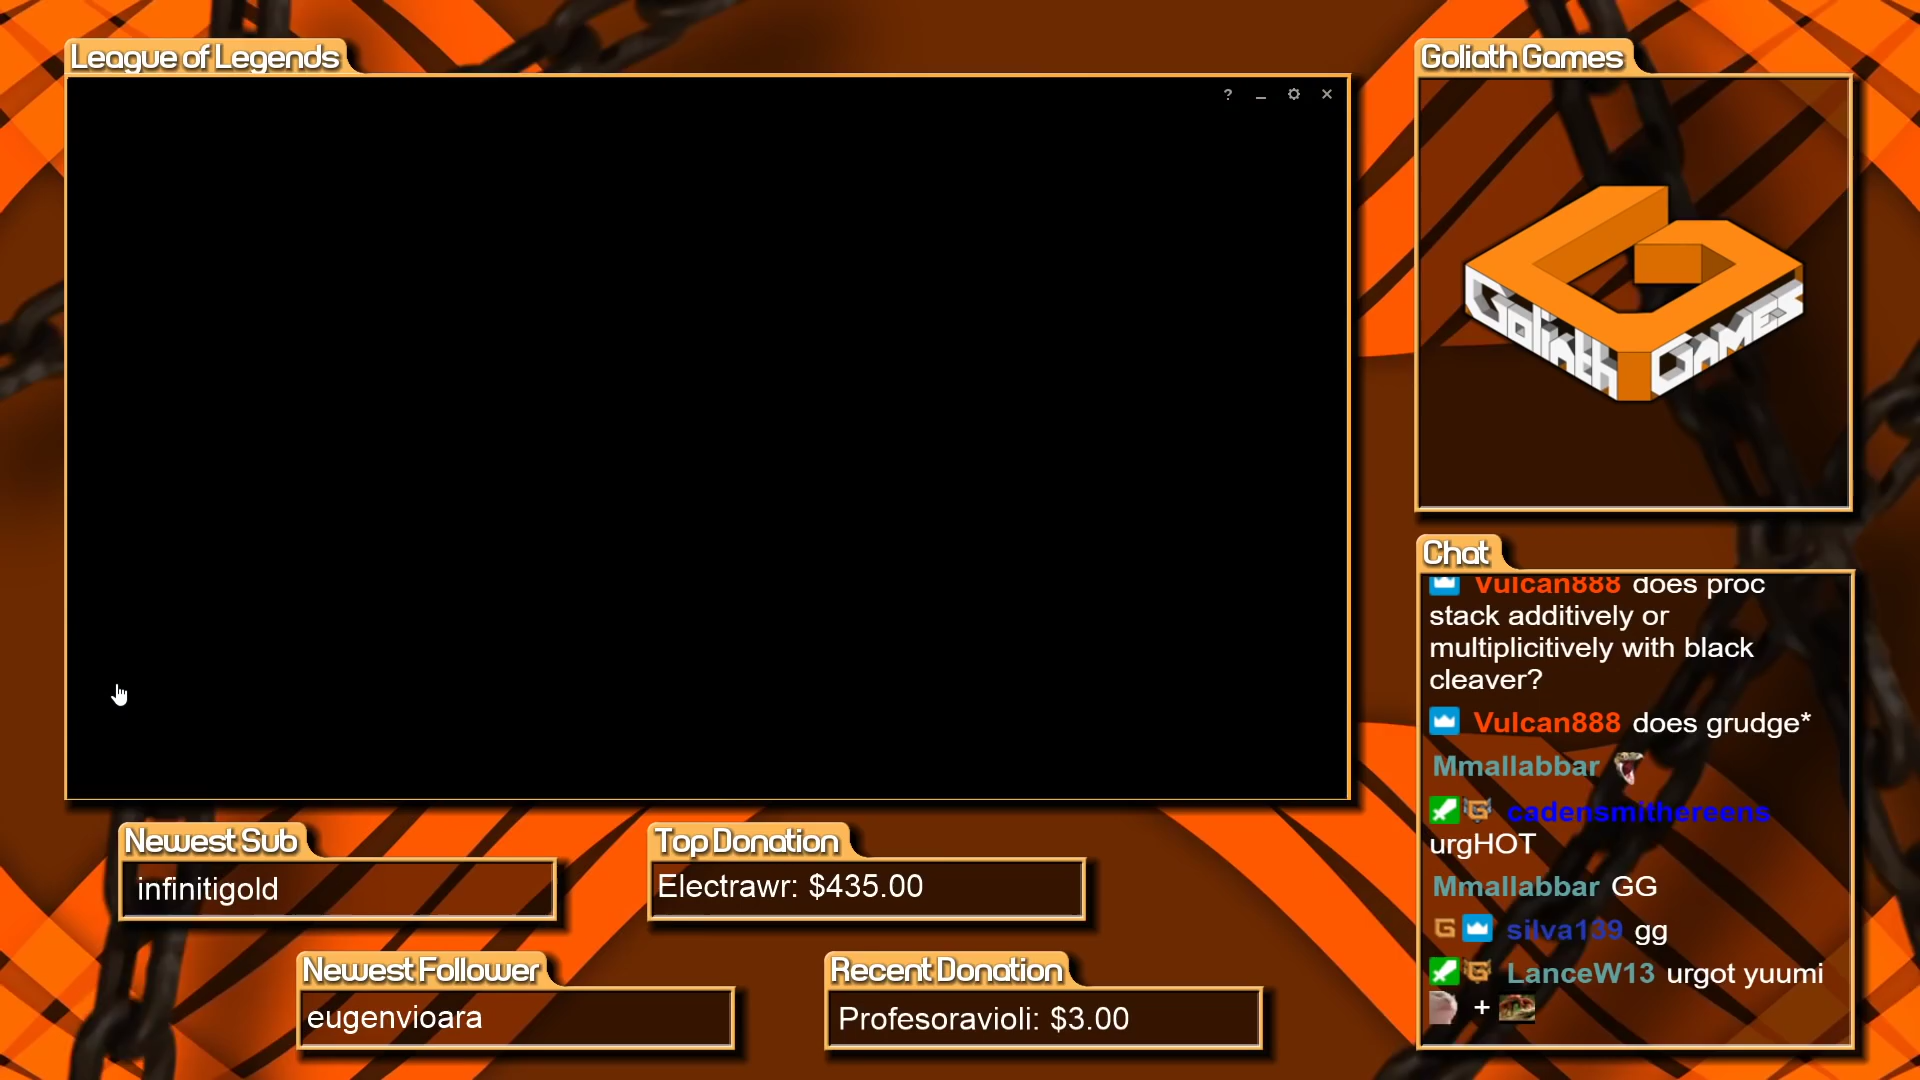 League of Legends
?
Goliath Games
Goliath GAMES
Chat
Vulcan888 does proc
stack additively or
multiplicitively with black
cleaver?
Vulcan888 does grudge*
Mmallabbar
cadensmithereens
urgHOT
Mmallabbar GG
silva139 gg
LanceW13 urgot yuumi
+
Newest Sub
infinitigold
Top Donation
Electrawr: $435.00
Newest Follower
eugenvioara
Recent Donation
Profesoravioli: $3.00